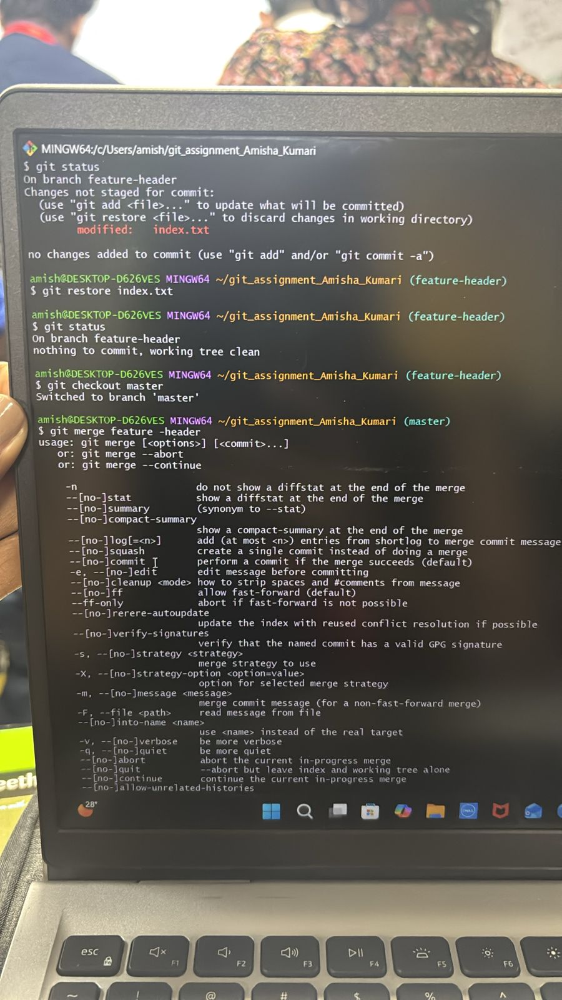 MINGW64:/c/Users/amish/git_assignment_Amisha_Kumari
$ git status
On branch feature-header
Changes not staged for commit:
(use "git add <file>..." to update what will be committed)
(use "git restore <file>..." to discard changes in working directory)
modified: index.txt
no changes added to commit (use "git add" and/or "git commit -a")
amish@DESKTOP-D626VES MINGW64 ~/git_assignment_Amisha_Kumari (feature-header)
$ git restore index.txt
amish@DESKTOP-D626VES MINGW64 ~/git_assignment_Amisha_Kumari (feature-header)
$ git status
On branch feature-header
nothing to commit, working tree clean
amish@DESKTOP-D626VES MINGW64 ~/git_assignment_Amisha_Kumari (feature-header)
$ git checkout master
Switched to branch 'master'
amish@DESKTOP-D626VES MINGW64 ~/git_assignment_Amisha_Kumari (master)
$ git merge feature -header
usage: git merge [<options>] [<commit>...]
or: git merge --abort
or: git merge --continue
-n do not show a diffstat at the end of the merge
--[no-]stat show a diffstat at the end of the merge
--[no-]summary (synonym to --stat)
--[no-]compact-summary
show a compact-summary at the end of the merge
--[no-]log[=<n>] add (at most <n>) entries from shortlog to merge commit message
--[no-]squash create a single commit instead of doing a merge
--[no-]commit perform a commit if the merge succeeds (default)
-e, --[no-]edit edit message before committing
--[no-]cleanup <mode> how to strip spaces and #comments from message
--[no-]ff allow fast-forward (default)
--ff-only abort if fast-forward is not possible
--[no-]rerere-autoupdate
update the index with reused conflict resolution if possible
--[no-]verify-signatures
verify that the named commit has a valid GPG signature
-s, --[no-]strategy <strategy>
merge strategy to use
-X, --[no-]strategy-option <option=value>
option for selected merge strategy
-m, --[no-]message <message>
merge commit message (for a non-fast-forward merge)
-F, --file <path> read message from file
--[no-]into-name <name>
use <name> instead of the real target
-v, --[no-]verbose be more verbose
-q, --[no-]quiet be more quiet
--[no-]abort abort the current in-progress merge
--[no-]quit --abort but leave index and working tree alone
--[no-]continue continue the current in-progress merge
--[no-]allow-unrelated-histories
28°
DELL
esc F1 F2 F3 F4 F5 F6
~ ! @ # $ % ^